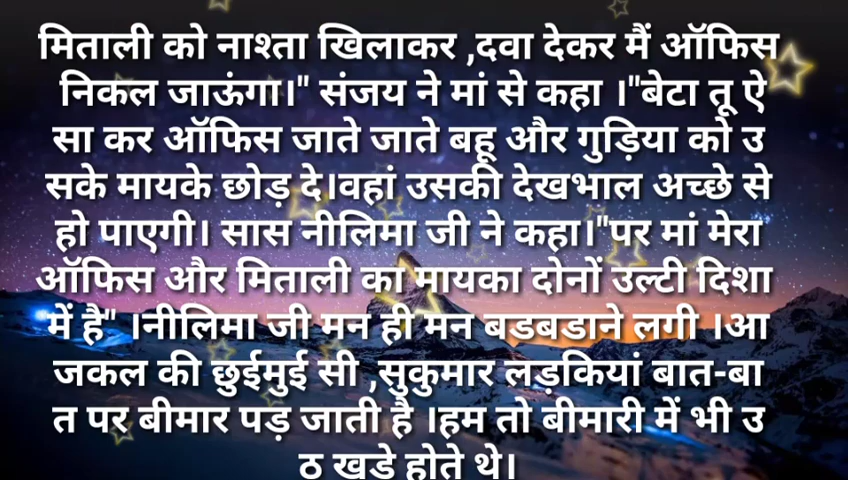 मिताली को नाश्ता खिलाकर ,दवा देकर मैं ऑफिस
निकल जाऊंगा।" संजय ने मां से कहा ।"बेटा तू ऐ
सा कर ऑफिस जाते जाते बहू और गुड़िया को उ
सके मायके छोड़ दे।वहां उसकी देखभाल अच्छे से
हो पाएगी। सास नीलिमा जी ने कहा।"पर मां मेरा
ऑफिस और मिताली का मायका दोनों उल्टी दिशा
में है" ।नीलिमा जी मन ही मन बडबडाने लगी ।आ
जकल की छुईमुई सी ,सुकुमार लड़कियां बात-बा
त पर बीमार पड़ जाती है ।हम तो बीमारी में भी उ
ठ खडे होते थे।